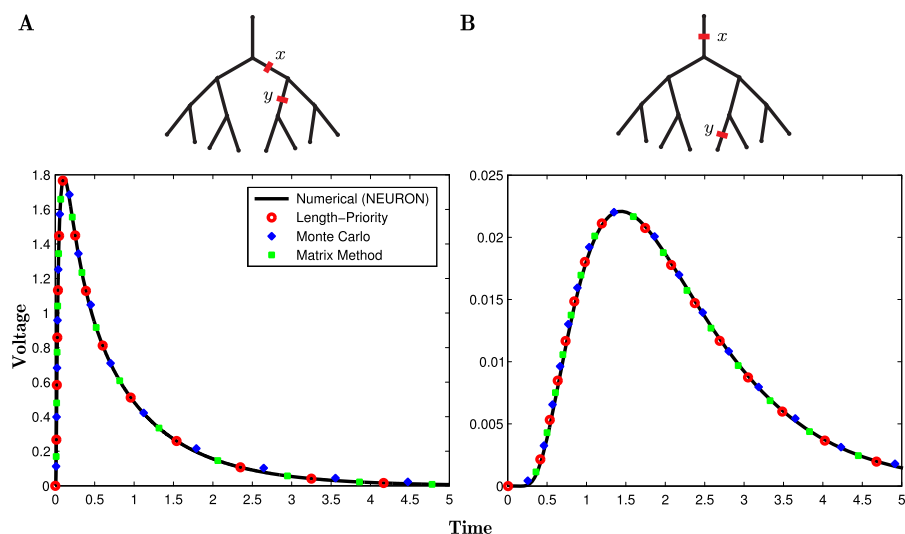 A
B
x
y
x
y
Voltage
1.8
1.6
1.4
1.2
1
0.8
0.6
0.4
0.2
0
0 0.5 1 1.5 2 2.5 3 3.5 4 4.5 5
Numerical (NEURON)
Length−Priority
Monte Carlo
Matrix Method
0.025
0.02
0.015
0.01
0.005
0
0 0.5 1 1.5 2 2.5 3 3.5 4 4.5 5
Time